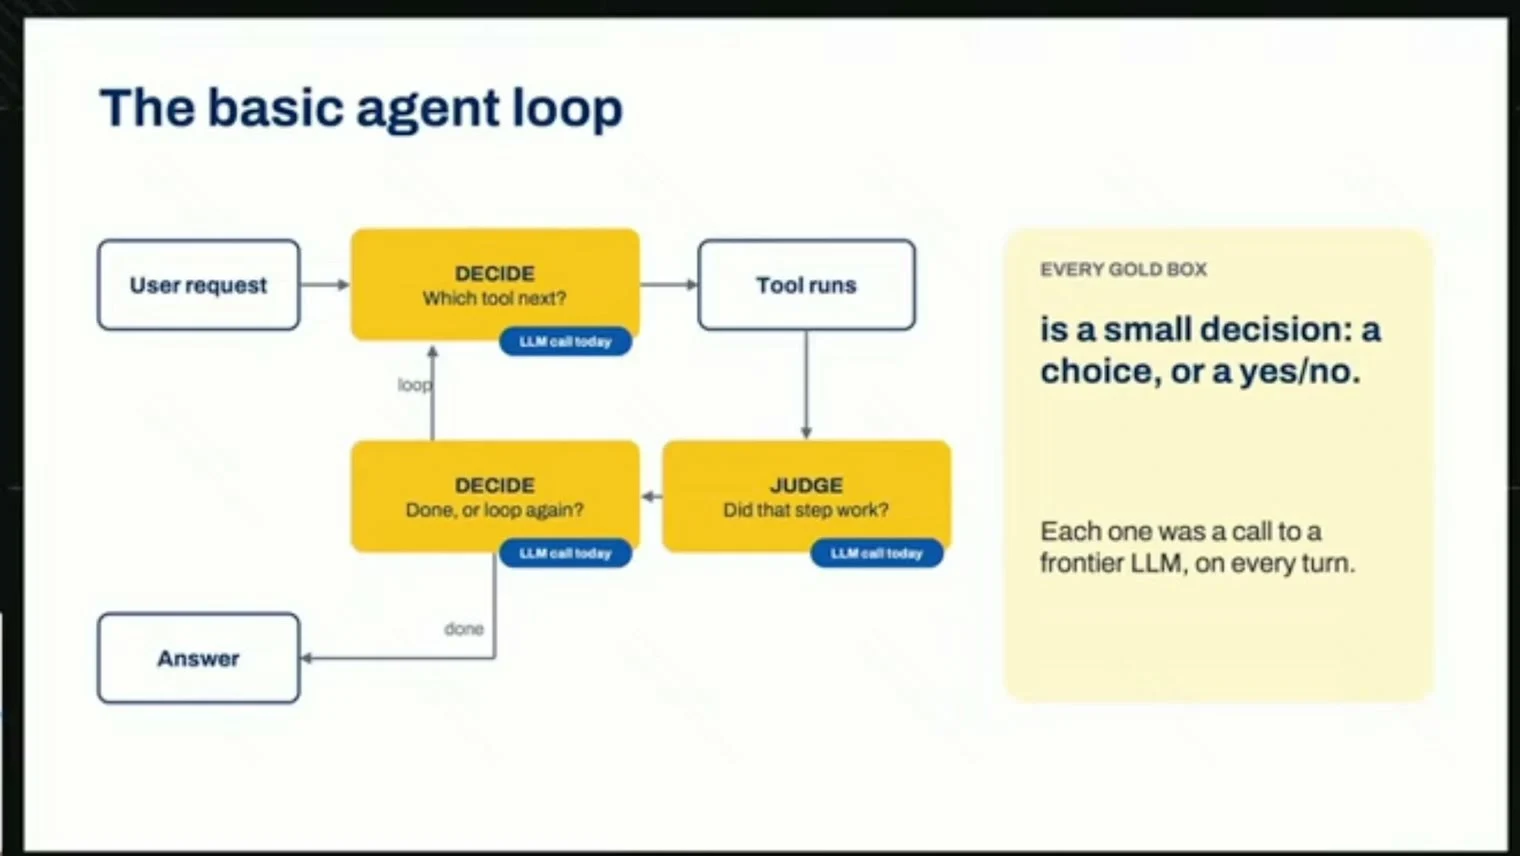 The basic agent loop
User request
DECIDE
Which tool next?
LLM call today
Tool runs
loop
DECIDE
Done, or loop again?
LLM call today
JUDGE
Did that step work?
LLM call today
done
Answer
EVERY GOLD BOX
is a small decision: a
choice, or a yes/no.
Each one was a call to a
frontier LLM, on every turn.